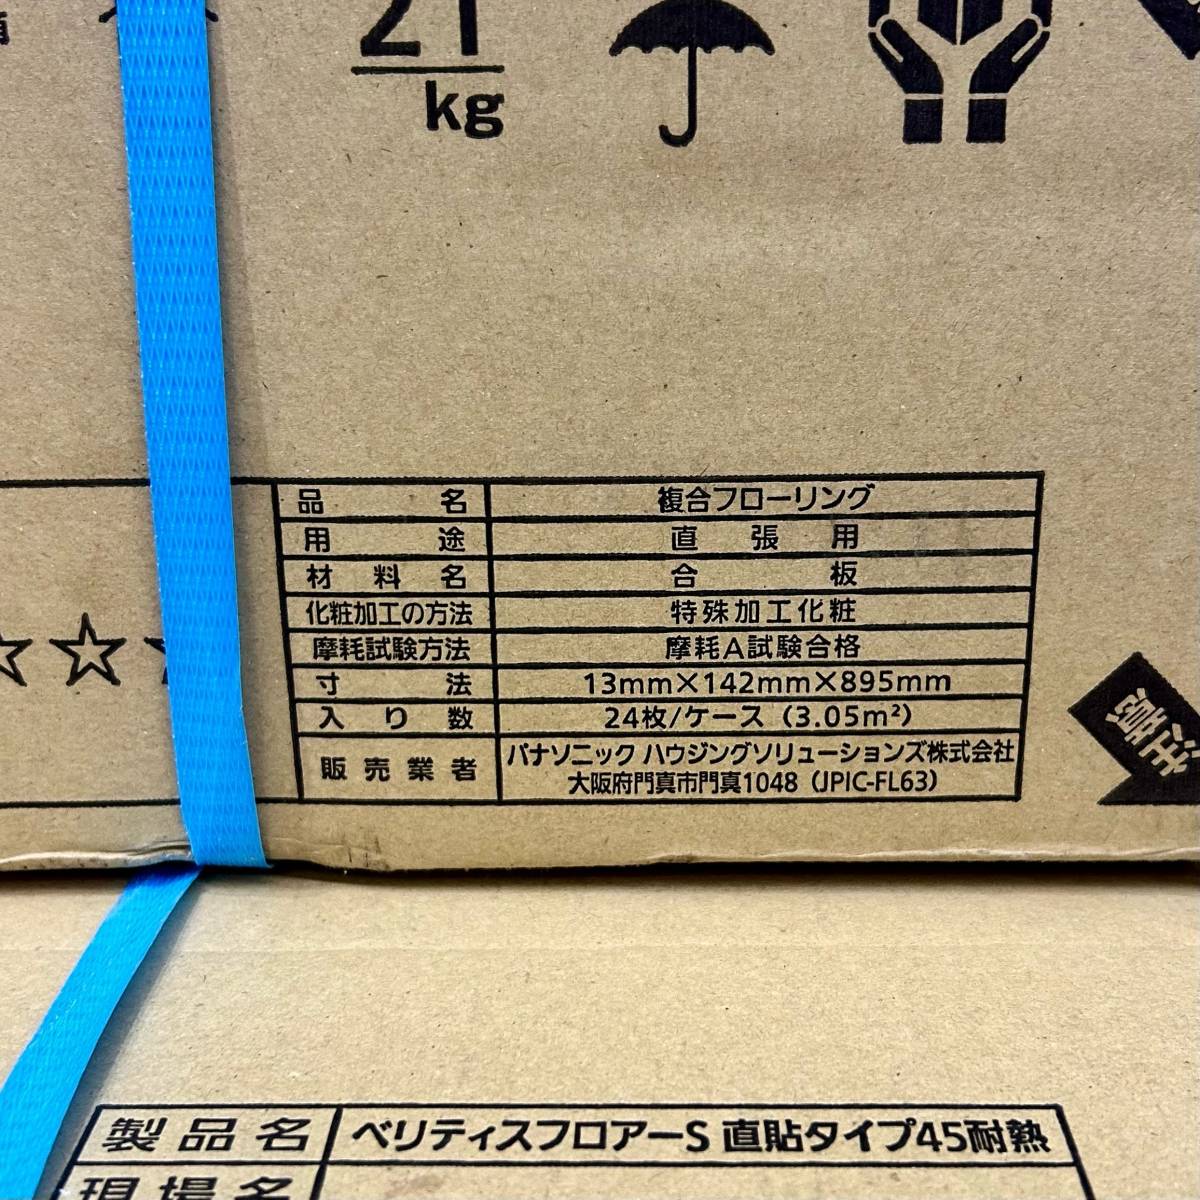 21
kg
品名 複合フローリング
用途 直張用
材料名 合板
化粧加工の方法 特殊加工化粧
摩耗試験方法 摩耗A試験合格
寸法 13mm×142mm×895mm
入り数 24枚/ケース（3.05m²）
販売業者 パナソニック ハウジングソリューションズ株式会社
大阪府門真市門真1048（JPIC-FL63）
注意
製品名 ベリティスフロアーS 直貼タイプ45耐熱
現場名